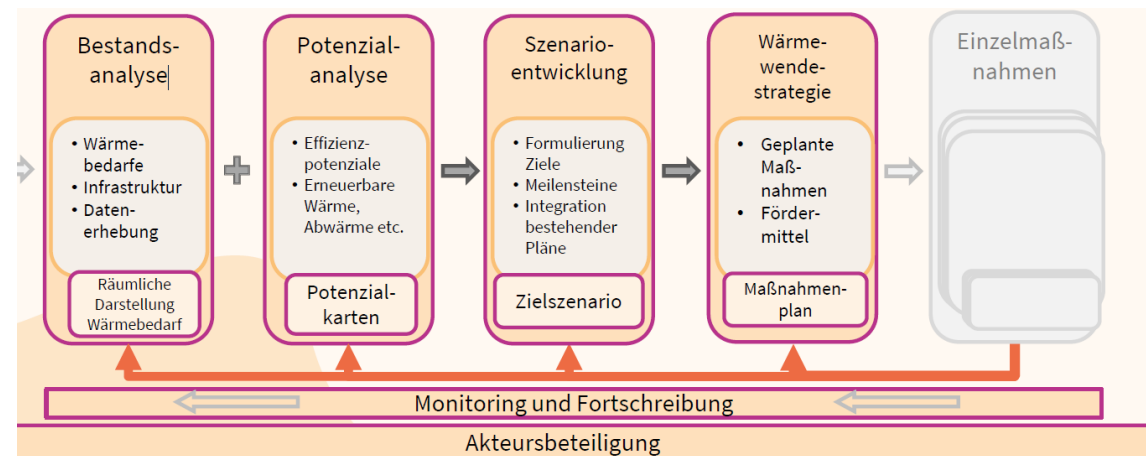 Bestands-
analyse
Wärme-
bedarfe
Infrastruktur
Daten-
erhebung
Räumliche
Darstellung
Wärmebedarf
Potenzial-
analyse
Effizienz-
potenziale
Erneuerbare
Wärme,
Abwärme etc.
Potenzial-
karten
Szenario-
entwicklung
Formulierung
Ziele
Meilensteine
Integration
bestehender
Pläne
Zielszenario
Wärme-
wende-
strategie
Geplante
Maß-
nahmen
Förder-
mittel
Maßnahmen-
plan
Einzelmaß-
nahmen
Monitoring und Fortschreibung
Akteursbeteiligung